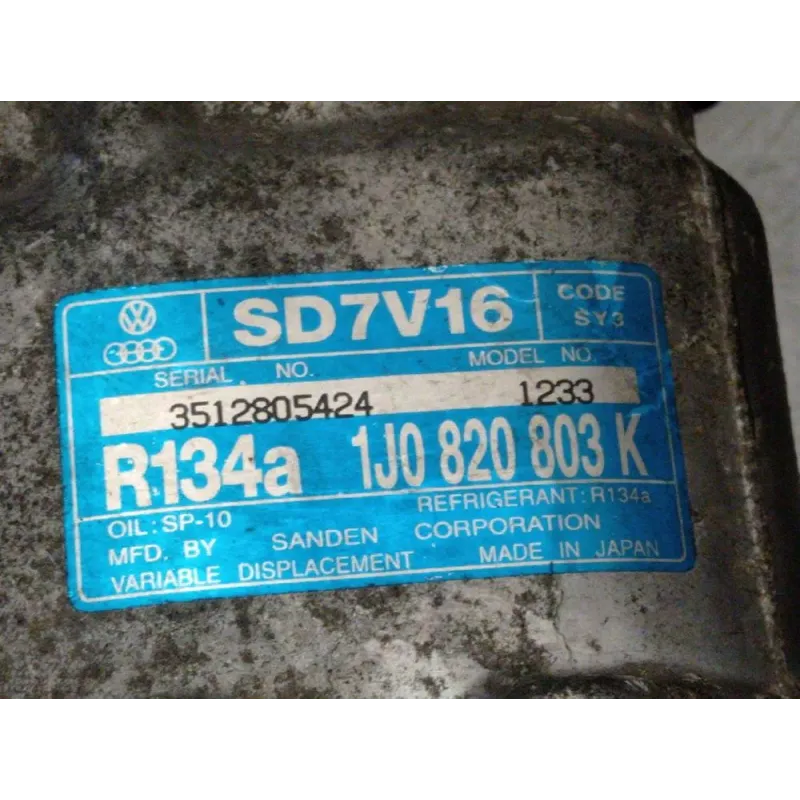 SD7V16
CODE
SY3
SERIAL NO.
MODEL NO.
3512805424
1233
R134a
1J0 820 803 K
OIL: SP-10
REFRIGERANT: R134a
MFD. BY SANDEN CORPORATION
VARIABLE DISPLACEMENT
MADE IN JAPAN